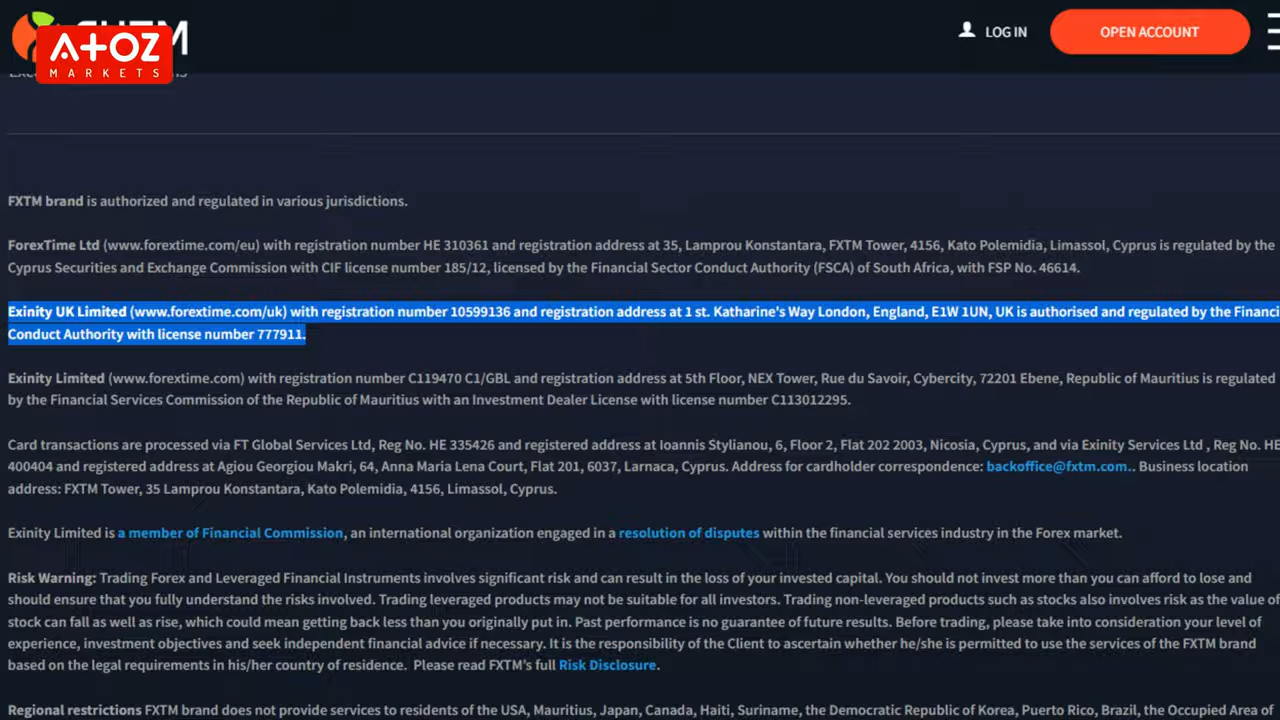 LOG IN
OPEN ACCOUNT
A+OZ
MARKETS
FXTM brand is authorized and regulated in various jurisdictions.
ForexTime Ltd (www.forextime.com/eu) with registration number HE 310361 and registration address at 35, Lamprou Konstantara, FXTM Tower, 4156, Kato Polemidia, Limassol, Cyprus is regulated by the
Cyprus Securities and Exchange Commission with CIF license number 185/12, licensed by the Financial Sector Conduct Authority (FSCA) of South Africa, with FSP No. 46614.
Exinity UK Limited (www.forextime.com/uk) with registration number 10599136 and registration address at 1 st. Katharine's Way London, England, E1W 1UN, UK is authorised and regulated by the Financi
Conduct Authority with license number 777911.
Exinity Limited (www.forextime.com) with registration number C119470 C1/GBL and registration address at 5th Floor, NEX Tower, Rue du Savoir, Cybercity, 72201 Ebene, Republic of Mauritius is regulated
by the Financial Services Commission of the Republic of Mauritius with an Investment Dealer License with license number C113012295.
Card transactions are processed via FT Global Services Ltd, Reg No. HE 335426 and registered address at Ioannis Stylianou, 6, Floor 2, Flat 202 2003, Nicosia, Cyprus, and via Exinity Services Ltd , Reg No. HE
400404 and registered address at Agiou Georgiou Makri, 64, Anna Maria Lena Court, Flat 201, 6037, Larnaca, Cyprus. Address for cardholder correspondence: backoffice@fxtm.com.. Business location
address: FXTM Tower, 35 Lamprou Konstantara, Kato Polemidia, 4156, Limassol, Cyprus.
Exinity Limited is a member of Financial Commission, an international organization engaged in a resolution of disputes within the financial services industry in the Forex market.
Risk Warning: Trading Forex and Leveraged Financial Instruments involves significant risk and can result in the loss of your invested capital. You should not invest more than you can afford to lose and
should ensure that you fully understand the risks involved. Trading leveraged products may not be suitable for all investors. Trading non-leveraged products such as stocks also involves risk as the value of
stock can fall as well as rise, which could mean getting back less than you originally put in. Past performance is no guarantee of future results. Before trading, please take into consideration your level of
experience, investment objectives and seek independent financial advice if necessary. It is the responsibility of the Client to ascertain whether he/she is permitted to use the services of the FXTM brand
based on the legal requirements in his/her country of residence. Please read FXTM's full Risk Disclosure.
Regional restrictions FXTM brand does not provide services to residents of the USA, Mauritius, Japan, Canada, Haiti, Suriname, the Democratic Republic of Korea, Puerto Rico, Brazil, the Occupied Area of